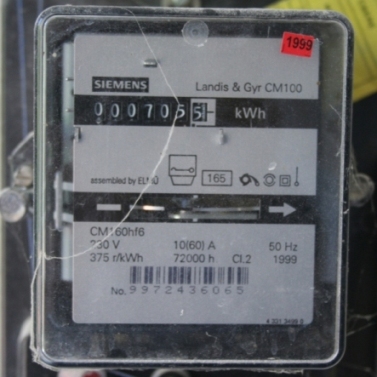 1999
SIEMENS
Landis & Gyr CM100
0007055 kWh
assembled by ELMÜ
165
CM160hf6
230 V 10(60) A 50 Hz
375 r/kWh 72000 h Cl.2 1999
No. 9972436065